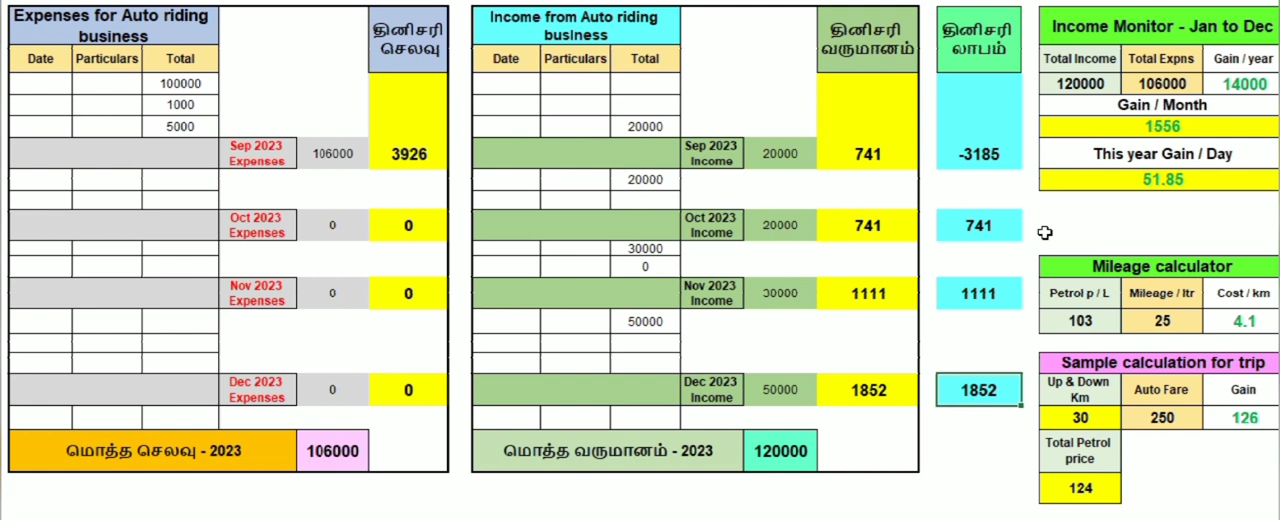 Expenses for Auto riding business
தினசரி செலவு
Date Particulars Total
100000
1000
5000
Sep 2023 Expenses 106000 3926
Oct 2023 Expenses 0 0
Nov 2023 Expenses 0 0
Dec 2023 Expenses 0 0
மொத்த செலவு - 2023 106000
Income from Auto riding business
தினிசரி வருமானம்
Date Particulars Total
20000
Sep 2023 Income 20000 741
20000
Oct 2023 Income 20000 741
30000
0
Nov 2023 Income 30000 1111
50000
Dec 2023 Income 50000 1852
மொத்த வருமானம் - 2023 120000
தினிசரி லாபம்
-3185
741
1111
1852
Income Monitor - Jan to Dec
Total Income Total Expns Gain / year
120000 106000 14000
Gain / Month
1556
This year Gain / Day
51.85
Mileage calculator
Petrol p / L Mileage / ltr Cost / km
103 25 4.1
Sample calculation for trip
Up & Down Km Auto Fare Gain
30 250 126
Total Petrol price
124